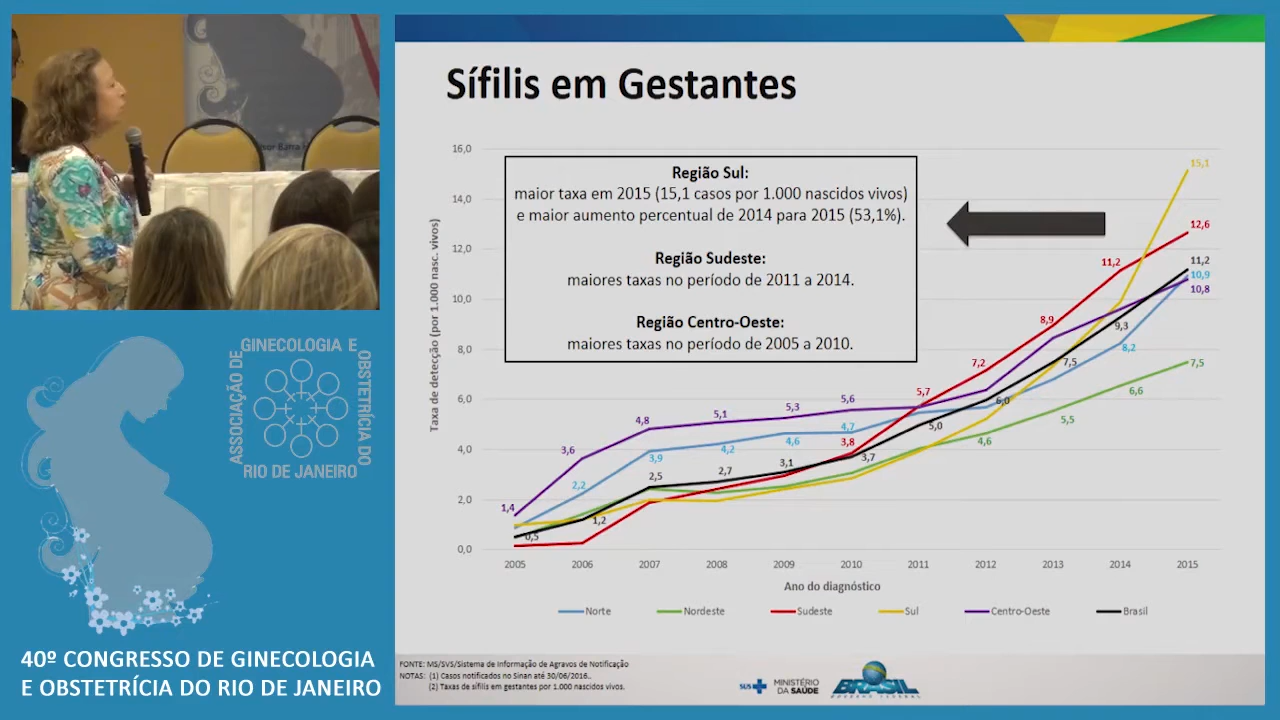 Sífilis em Gestantes
Região Sul:
maior taxa em 2015 (15,1 casos por 1.000 nascidos vivos)
e maior aumento percentual de 2014 para 2015 (53,1%).
Região Sudeste:
maiores taxas no período de 2011 a 2014.
Região Centro-Oeste:
maiores taxas no período de 2005 a 2010.
Taxa de detecção (por 1.000 nasc. vivos)
16,0
14,0
12,0
10,0
8,0
6,0
4,0
2,0
0,0
1,4
3,6
4,8
5,1
5,3
5,6
5,7
7,2
8,9
11,2
15,1
12,6
11,2
10,9
10,8
7,5
2,2
3,9
4,2
4,6
4,7
3,8
3,7
0,5
1,2
2,5
2,7
3,1
5,0
4,6
6,0
7,5
5,5
9,3
8,2
6,6
2005 2006 2007 2008 2009 2010 2011 2012 2013 2014 2015
Ano do diagnóstico
Norte Nordeste Sudeste Sul Centro-Oeste Brasil
FONTE: MS/SVS/Sistema de Informação de Agravos de Notificação
NOTAS: (1) Casos notificados no Sinan até 30/06/2016..
(2) Taxas de sífilis em gestantes por 1.000 nascidos vivos.
SUS
MINISTÉRIO
DA SAÚDE
BRASIL
GOVERNO FEDERAL
ASSOCIAÇÃO DE
GINECOLOGIA E
OBSTETRÍCIA DO
RIO DE JANEIRO
40º CONGRESSO DE GINECOLOGIA
E OBSTETRÍCIA DO RIO DE JANEIRO